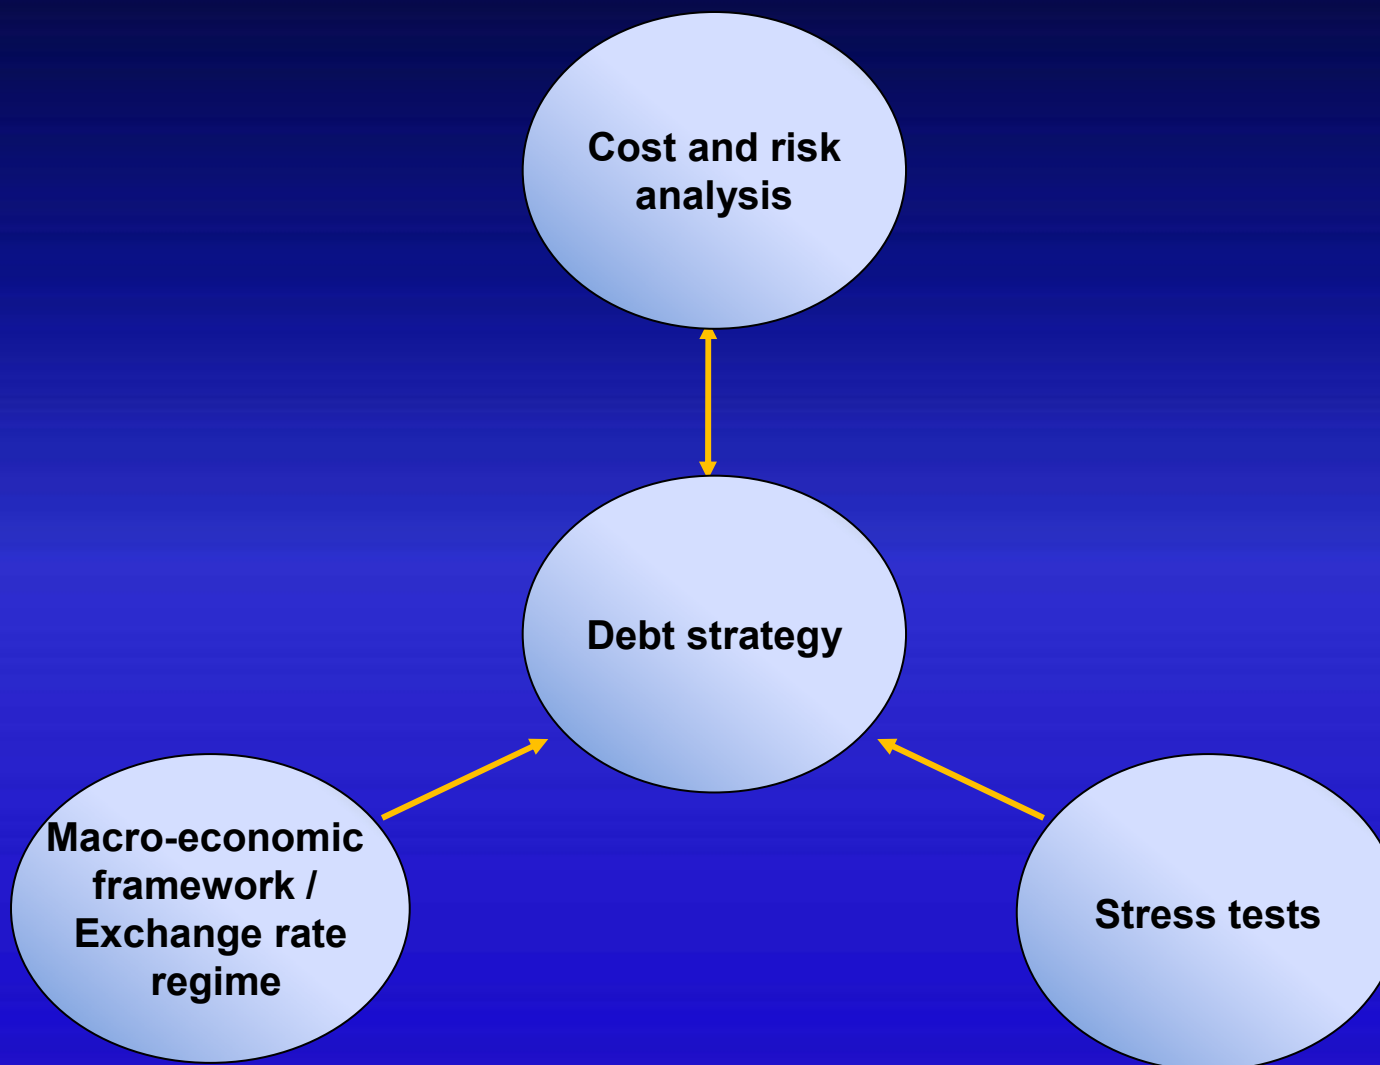 Cost and risk
analysis
Debt strategy
Macro-economic
framework /
Exchange rate
regime
Stress tests